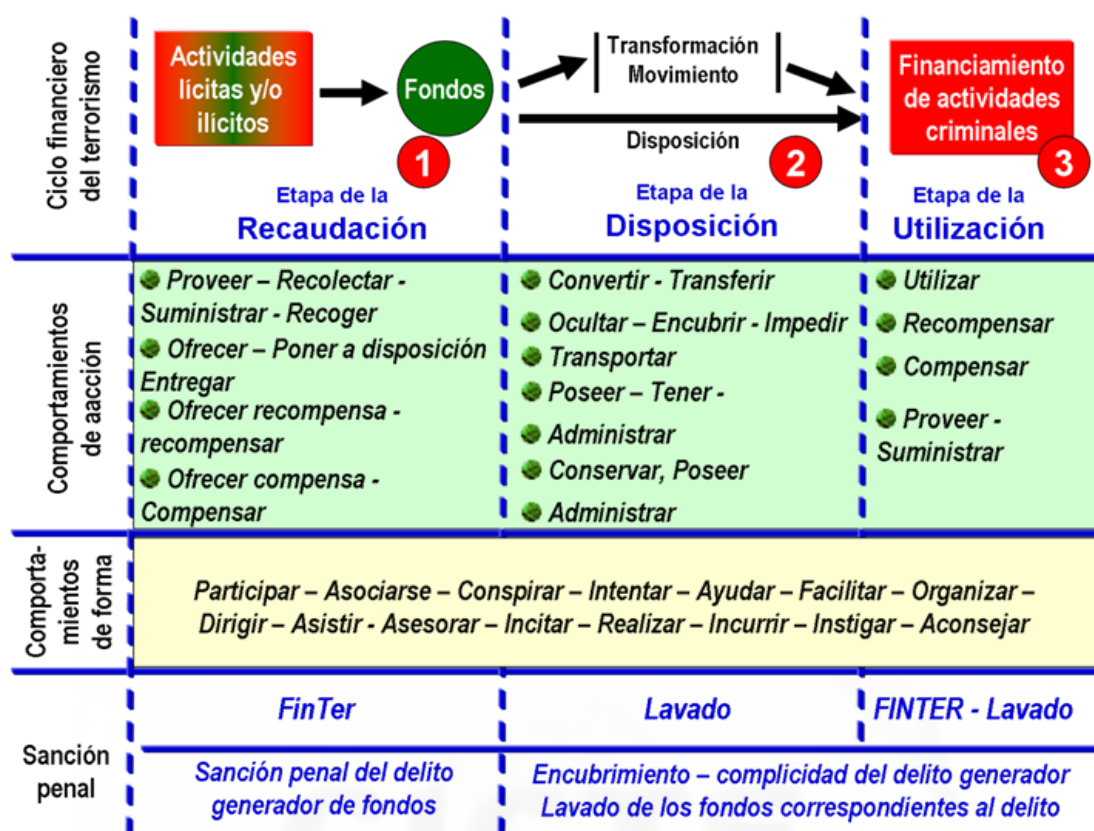 Ciclo financiero
del terrorismo
Actividades
lícitas y/o
ilícitos
Fondos
1
Etapa de la
Recaudación
Transformación
Movimiento
Disposición
2
Etapa de la
Disposición
Financiamiento
de actividades
criminales
3
Etapa de la
Utilización
Comportamientos
de aacción
Proveer – Recolectar -
Suministrar - Recoger
Ofrecer – Poner a disposición
Entregar
Ofrecer recompensa -
recompensar
Ofrecer compensa -
Compensar
Convertir - Transferir
Ocultar – Encubrir - Impedir
Transportar
Poseer – Tener -
Administrar
Conservar, Poseer
Administrar
Utilizar
Recompensar
Compensar
Proveer -
Suministrar
Comporta-
mientos
de forma
Participar – Asociarse – Conspirar – Intentar – Ayudar – Facilitar – Organizar –
Dirigir – Asistir - Asesorar – Incitar – Realizar – Incurrir – Instigar – Aconsejar
Sanción
penal
FinTer
Lavado
FINTER - Lavado
Sanción penal del delito
generador de fondos
Encubrimiento – complicidad del delito generador
Lavado de los fondos correspondientes al delito